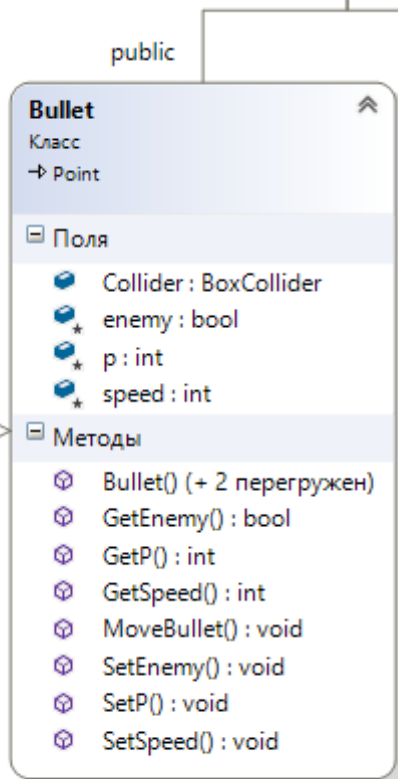 public
Bullet
Класс
Point
Поля
Collider : BoxCollider
enemy : bool
p : int
speed : int
Методы
Bullet() (+ 2 перегружен)
GetEnemy() : bool
GetP() : int
GetSpeed() : int
MoveBullet() : void
SetEnemy() : void
SetP() : void
SetSpeed() : void